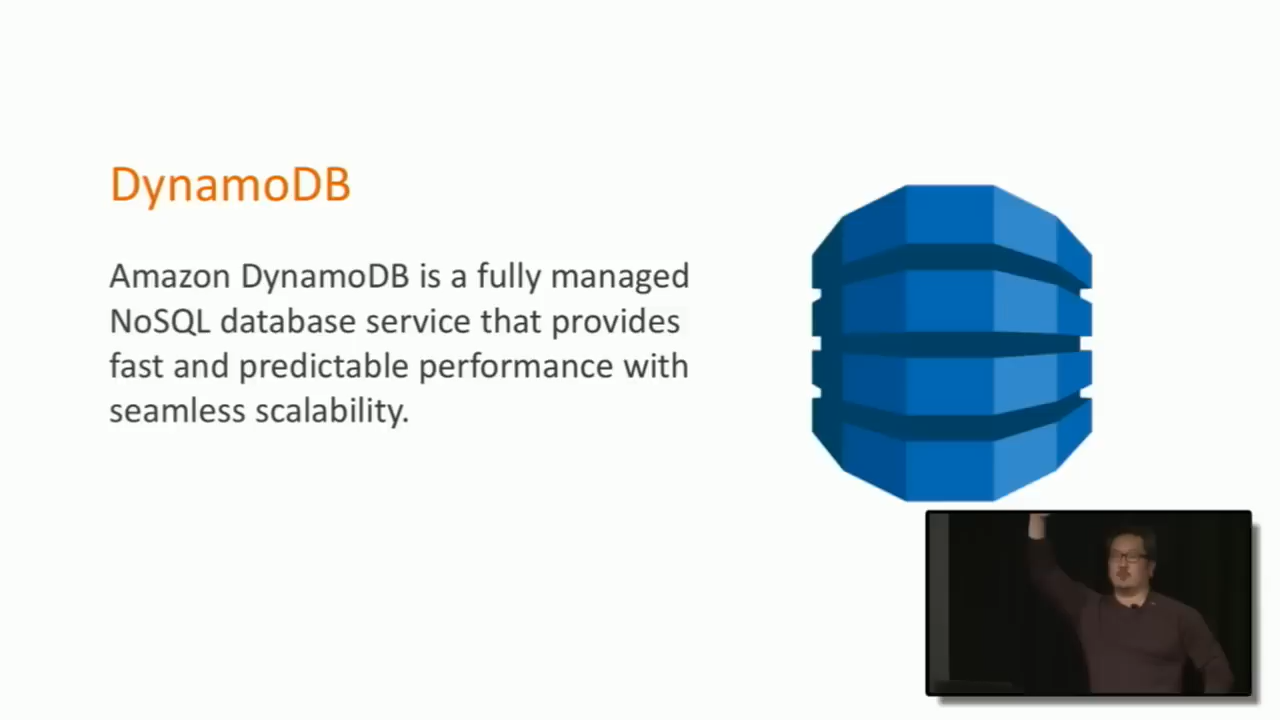 DynamoDB
Amazon DynamoDB is a fully managed
NoSQL database service that provides
fast and predictable performance with
seamless scalability.